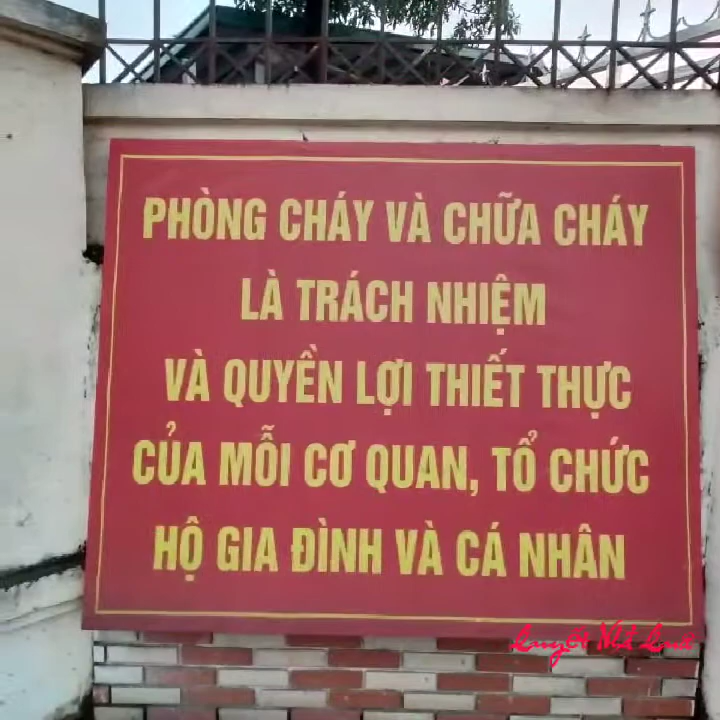 PHÒNG CHÁY VÀ CHỮA CHÁY
LÀ TRÁCH NHIỆM
VÀ QUYỀN LỢI THIẾT THỰC
CỦA MỖI CƠ QUAN, TỔ CHỨC
HỘ GIA ĐÌNH VÀ CÁ NHÂN